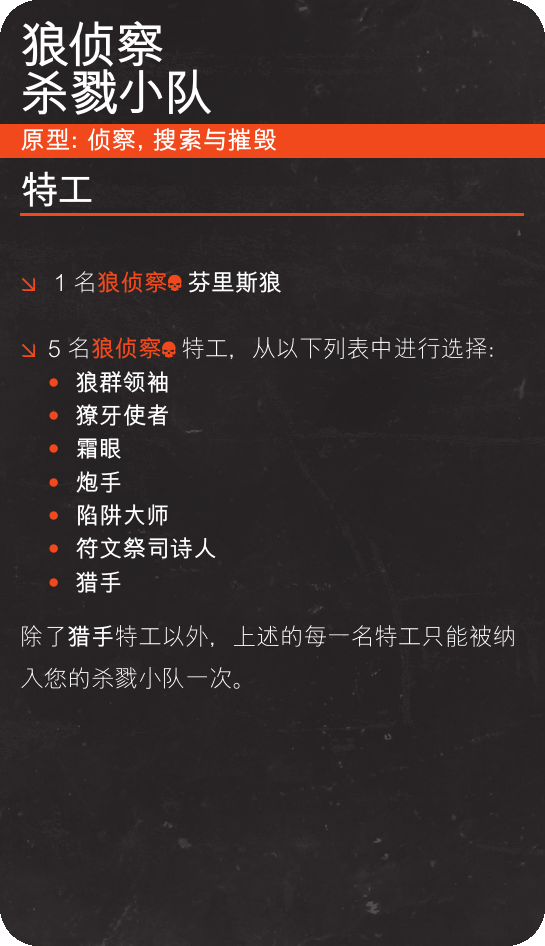 狼侦察
杀戮小队
原型: 侦察, 搜索与摧毁
特工
1 名狼侦察 芬里斯狼
5 名狼侦察 特工, 从以下列表中进行选择:
• 狼群领袖
• 獠牙使者
• 霜眼
• 炮手
• 陷阱大师
• 符文祭司诗人
• 猎手
除了猎手特工以外, 上述的每一名特工只能被纳
入您的杀戮小队一次。